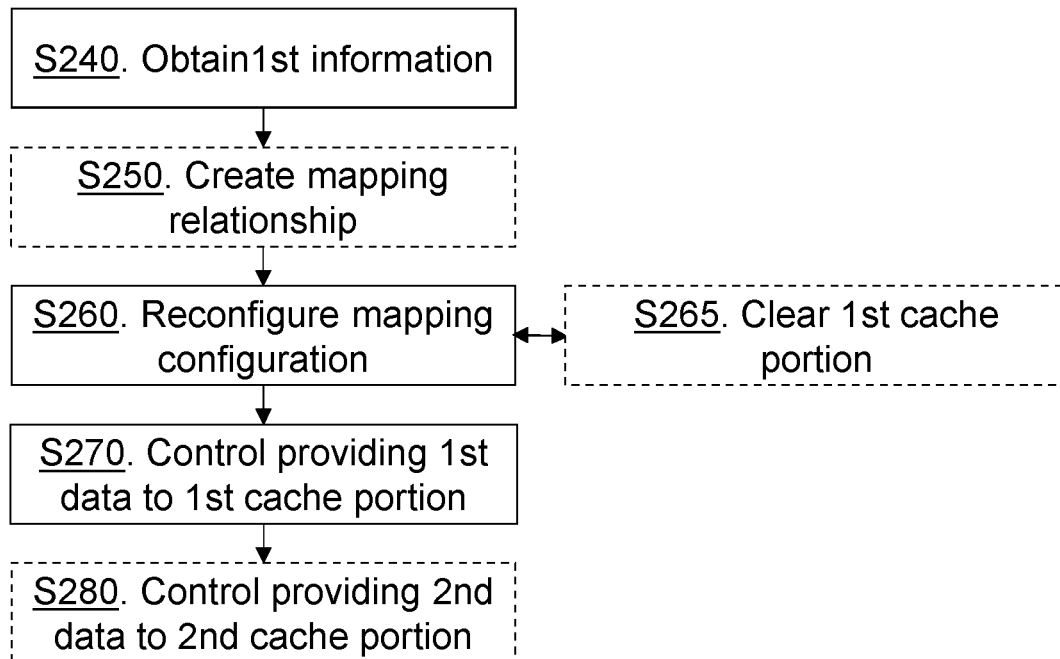 S240. Obtain1st information
S250. Create mapping
relationship
S260. Reconfigure mapping
configuration
S265. Clear 1st cache
portion
S270. Control providing 1st
data to 1st cache portion
S280. Control providing 2nd
data to 2nd cache portion